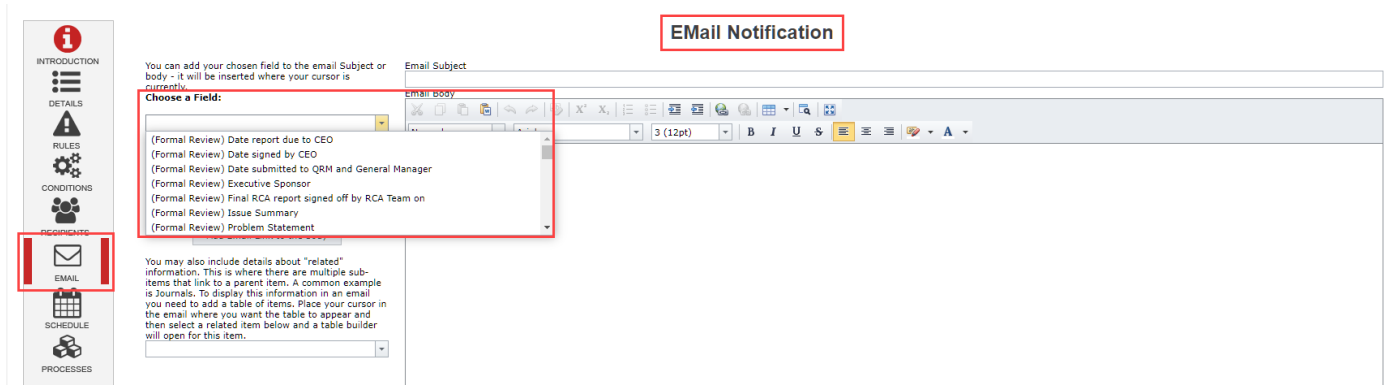 EMail Notification
INTRODUCTION
DETAILS
RULES
CONDITIONS
RECIPIENTS
EMAIL
SCHEDULE
PROCESSES
You can add your chosen field to the email Subject or
body - it will be inserted where your cursor is
currently.
Choose a Field:
(Formal Review) Date report due to CEO
(Formal Review) Date signed by CEO
(Formal Review) Date submitted to QRM and General Manager
(Formal Review) Executive Sponsor
(Formal Review) Final RCA report signed off by RCA Team on
(Formal Review) Issue Summary
(Formal Review) Problem Statement
You may also include details about "related"
information. This is where there are multiple sub-
items that link to a parent item. A common example
is Journals. To display this information in an email
you need to add a table of items. Place your cursor in
the email where you want the table to appear and
then select a related item below and a table builder
will open for this item.
Email Subject
Email Body
3 (12pt)
B I U S
A